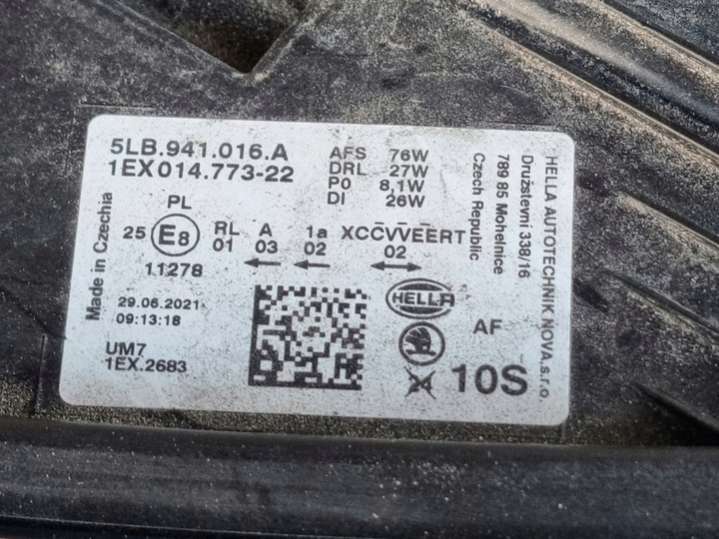 5LB.941.016.A
1EX014.773-22
AFS 76W
DRL 27W
P0 8,1W
DI 26W
HELLA AUTOTECHNIK NOVA,s.r.o.
Družstevní 338/16
789 85 Mohelnice
Czech Republic
Made in Czechia
PL
25 E8 RL A 1a XCC̅V̅V̅E̅ERT
01 03 02 02
11278
29.06.2021
09:13:18
UM7
1EX.2683
HELLA
AF
10S